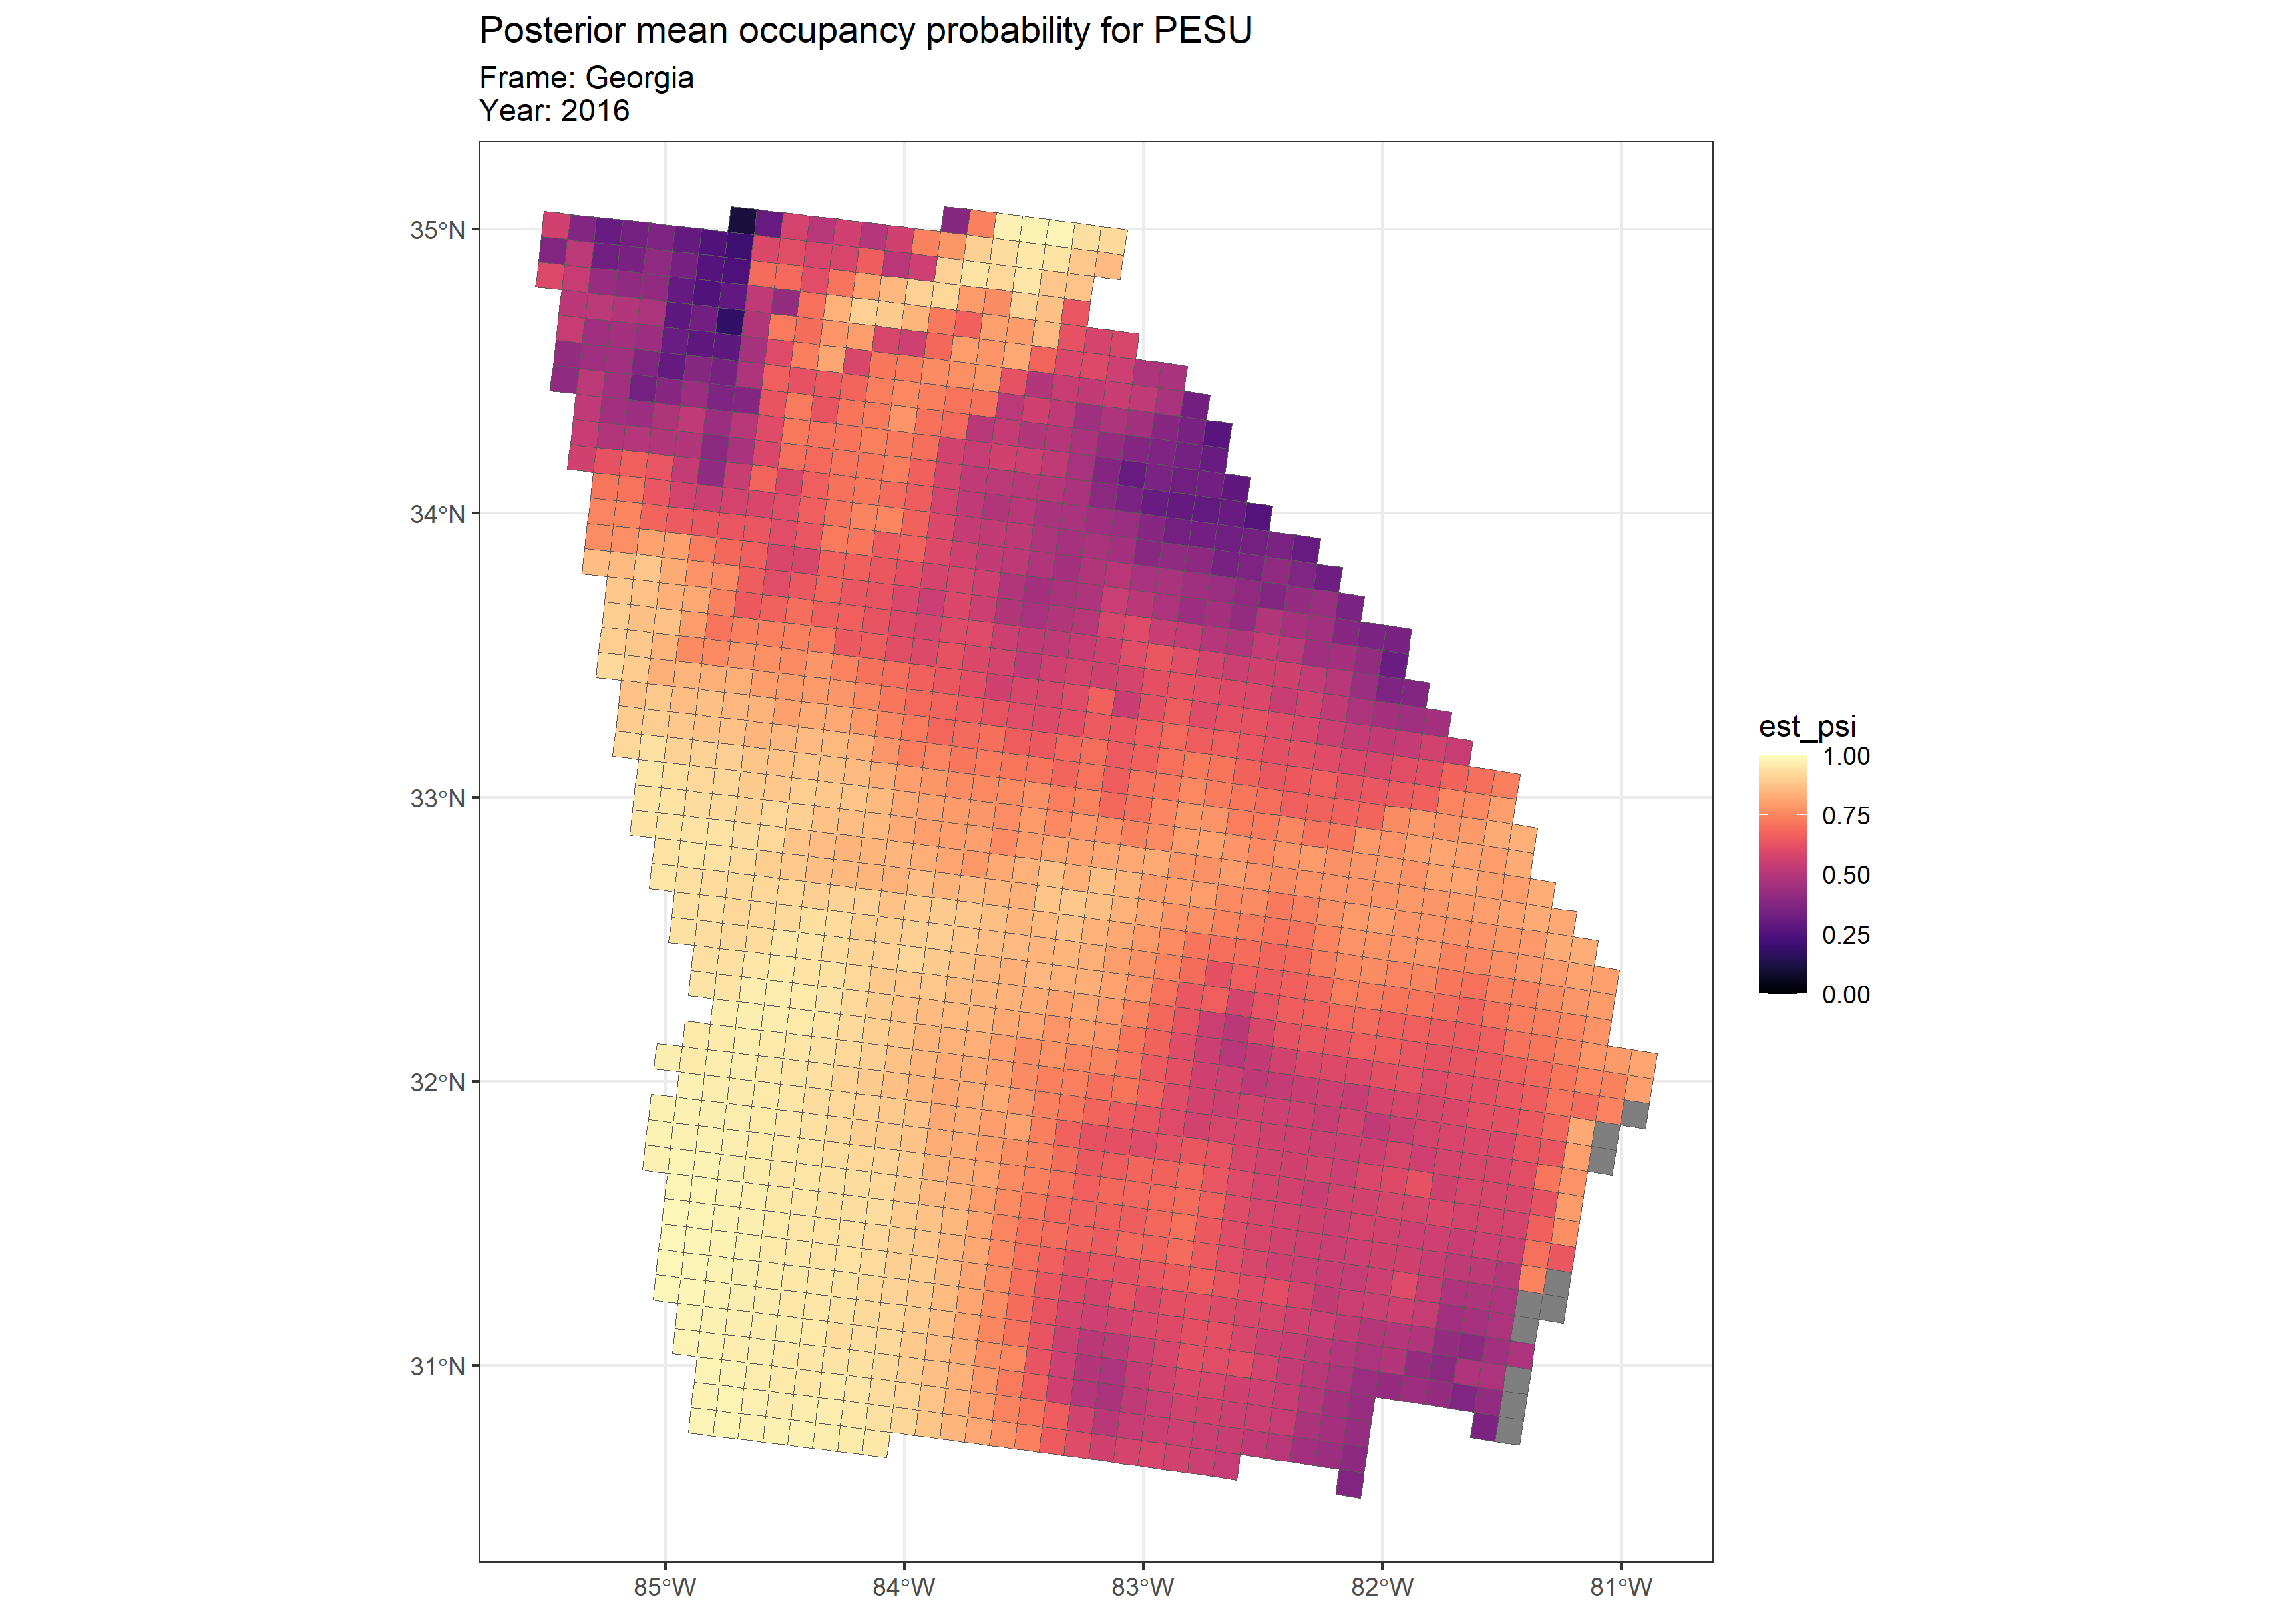 Posterior mean occupancy probability for PESU
Frame: Georgia
Year: 2016
35°N
34°N
33°N
32°N
31°N
85°W
84°W
83°W
82°W
81°W
est_psi
1.00
0.75
0.50
0.25
0.00